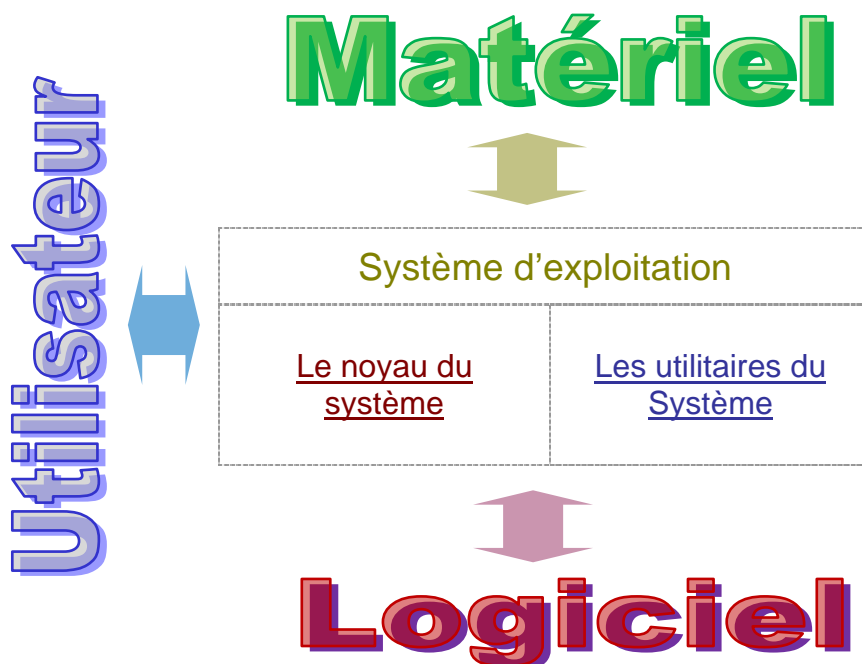 Matériel
Utilisateur
Système d’exploitation
Le noyau du
système
Les utilitaires du
Système
Logiciel